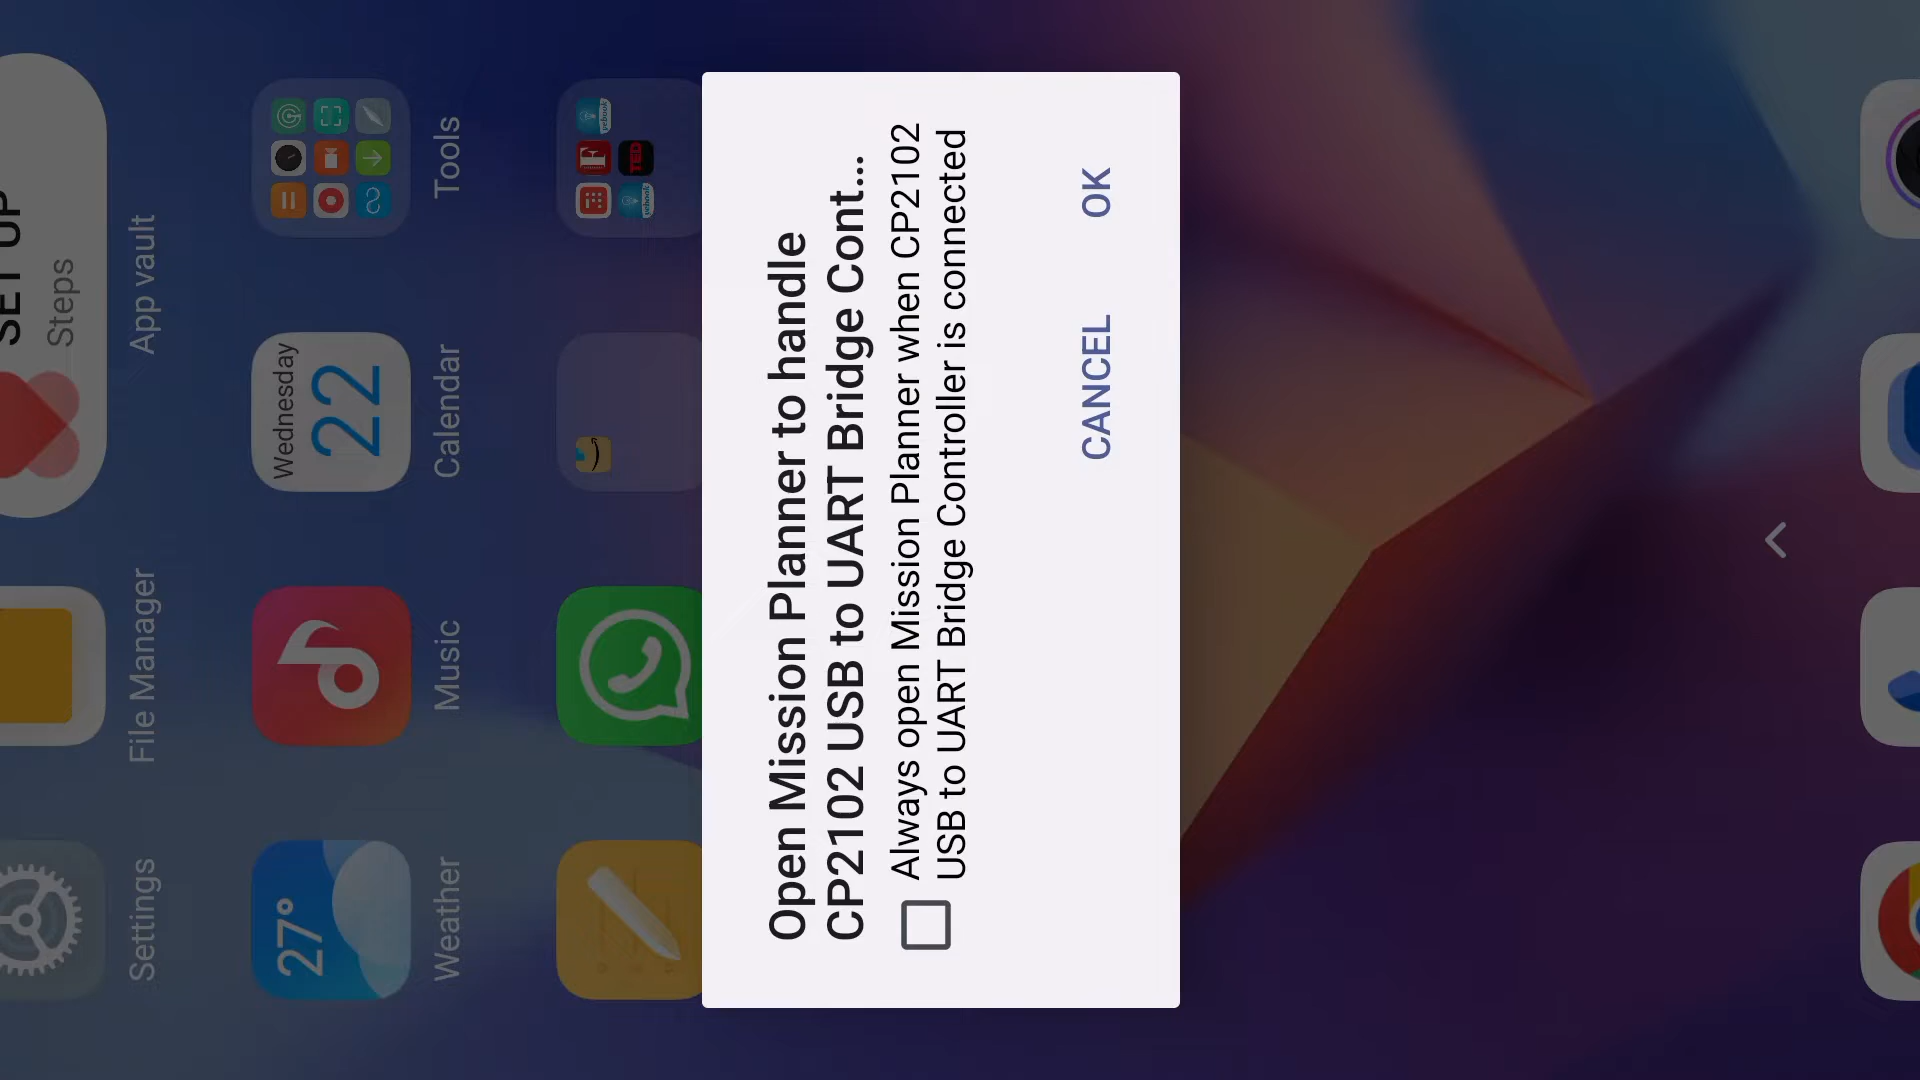 SET UP
Steps
File Manager
App vault
Settings
27°
Weather
Music
Wednesday
22
Calendar
Tools
TED
F
Open Mission Planner to handle
CP2102 USB to UART Bridge Cont...
Always open Mission Planner when CP2102
USB to UART Bridge Controller is connected
CANCEL
OK